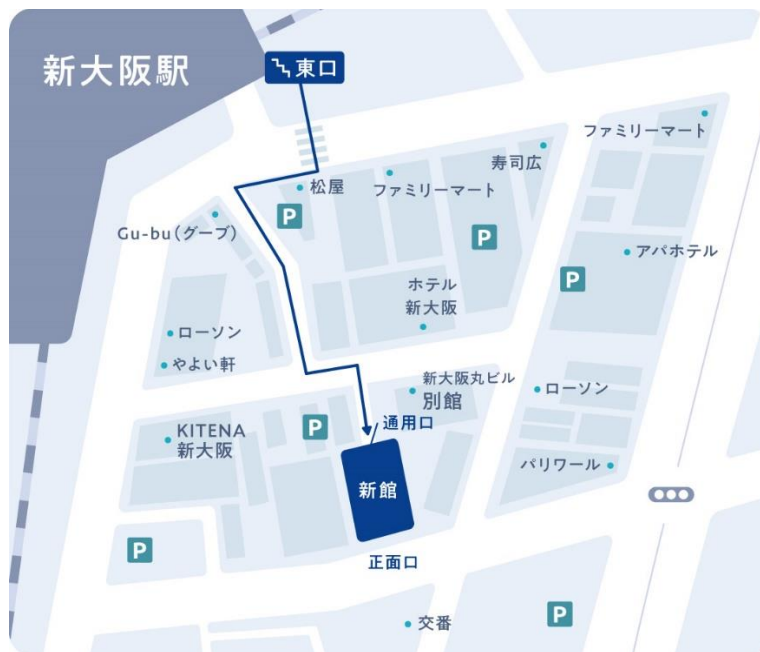 新大阪駅
東口
ファミリーマート
寿司広
松屋
ファミリーマート
P
Gu-bu(グーブ)
P
アパホテル
P
ホテル
新大阪
ローソン
やよい軒
新大阪丸ビル
別館
ローソン
通用口
P
KITENA
新大阪
パリワール
新館
P
正面口
P
交番